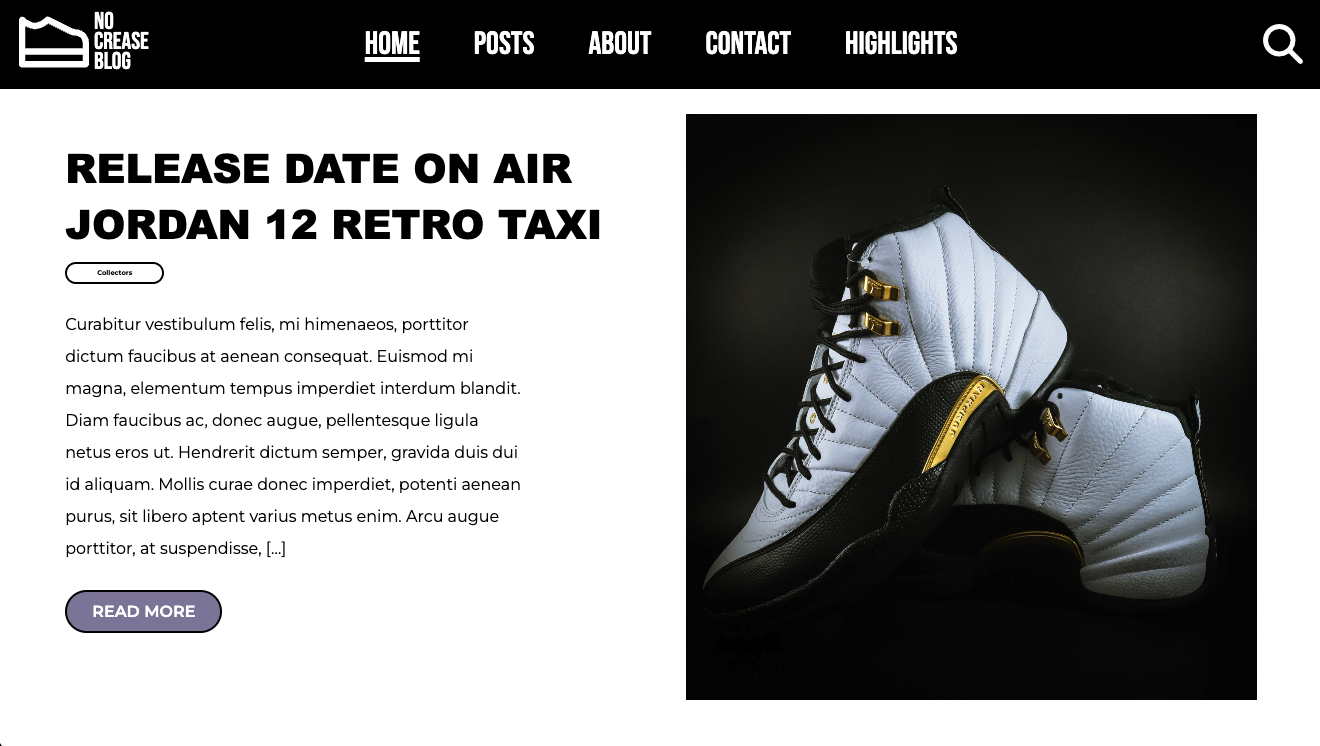 NO
CREASE
BLOG
HOME POSTS ABOUT CONTACT HIGHLIGHTS
RELEASE DATE ON AIR
JORDAN 12 RETRO TAXI
Collectors
Curabitur vestibulum felis, mi himenaeos, porttitor
dictum faucibus at aenean consequat. Euismod mi
magna, elementum tempus imperdiet interdum blandit.
Diam faucibus ac, donec augue, pellentesque ligula
netus eros ut. Hendrerit dictum semper, gravida duis dui
id aliquam. Mollis curae donec imperdiet, potenti aenean
purus, sit libero aptent varius metus enim. Arcu augue
porttitor, at suspendisse, [...]
READ MORE
JUMPMAN